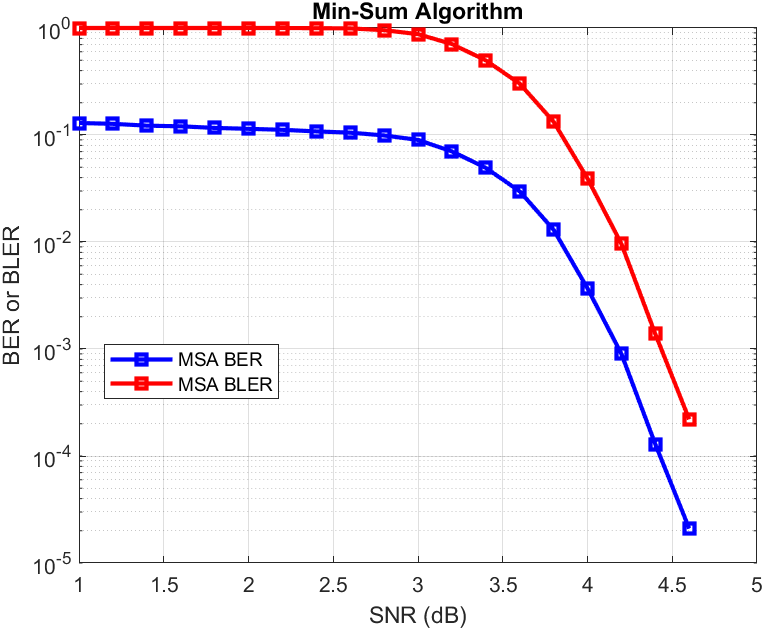 Min-Sum Algorithm
BER or BLER
10^0
10^-1
10^-2
10^-3
10^-4
10^-5
MSA BER
MSA BLER
1 1.5 2 2.5 3 3.5 4 4.5 5
SNR (dB)